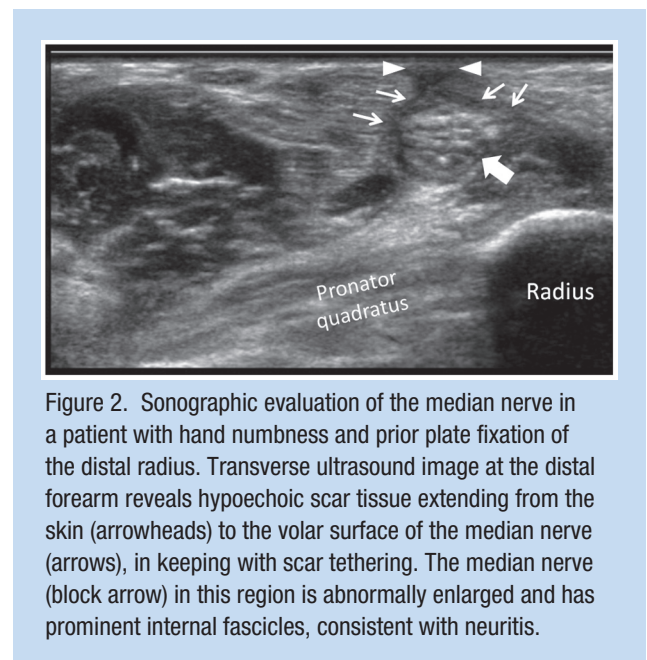 Pronator
quadratus
Radius
Figure 2. Sonographic evaluation of the median nerve in
a patient with hand numbness and prior plate fixation of
the distal radius. Transverse ultrasound image at the distal
forearm reveals hypoechoic scar tissue extending from the
skin (arrowheads) to the volar surface of the median nerve
(arrows), in keeping with scar tethering. The median nerve
(block arrow) in this region is abnormally enlarged and has
prominent internal fascicles, consistent with neuritis.